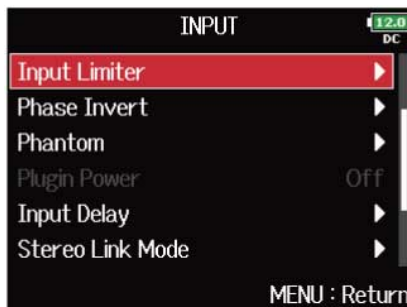 INPUT
12.0
DC
Input Limiter
Phase Invert
Phantom
Plugin Power Off
Input Delay
Stereo Link Mode
MENU : Return